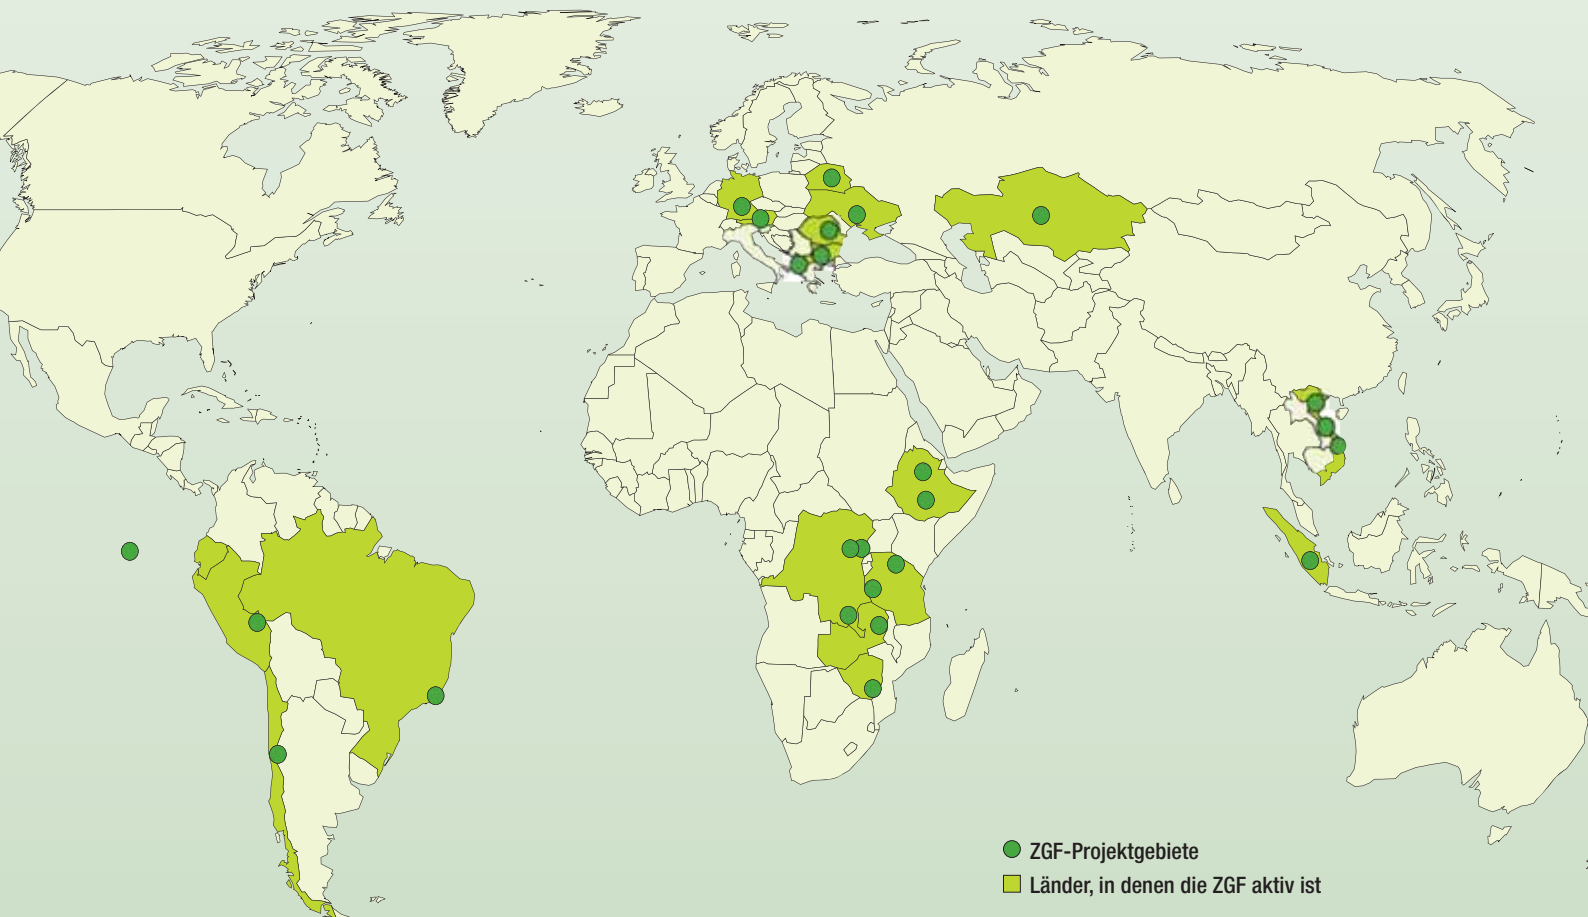 ZGF-Projektgebiete
Länder, in denen die ZGF aktiv ist